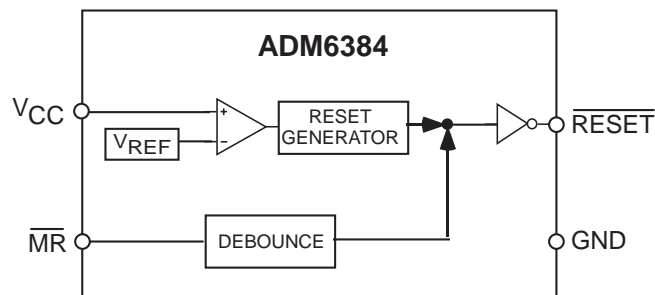 ADM6384
VCC
+
VREF
−
RESET
GENERATOR
RESET
MR
DEBOUNCE
GND